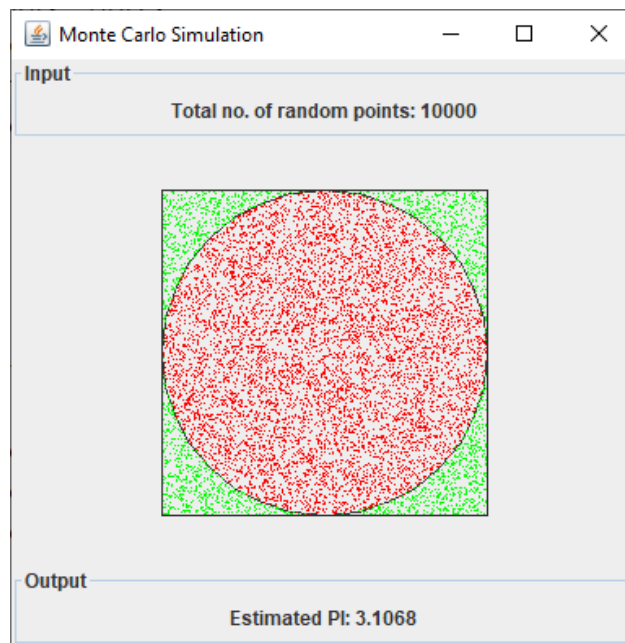 Monte Carlo Simulation
Input
Total no. of random points: 10000
Output
Estimated PI: 3.1068